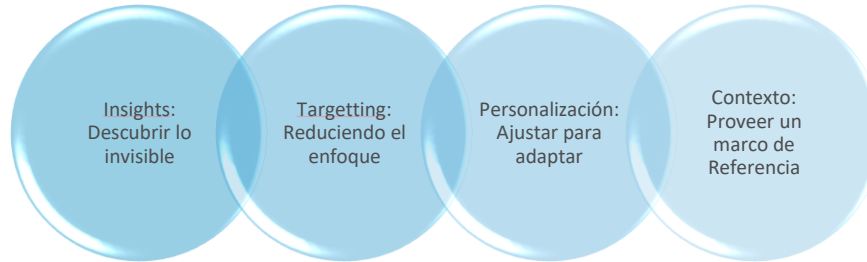 Insights:
Descubrir lo
invisible
Targetting:
Reduciendo el
enfoque
Personalización:
Ajustar para
adaptar
Contexto:
Proveer un
marco de
Referencia